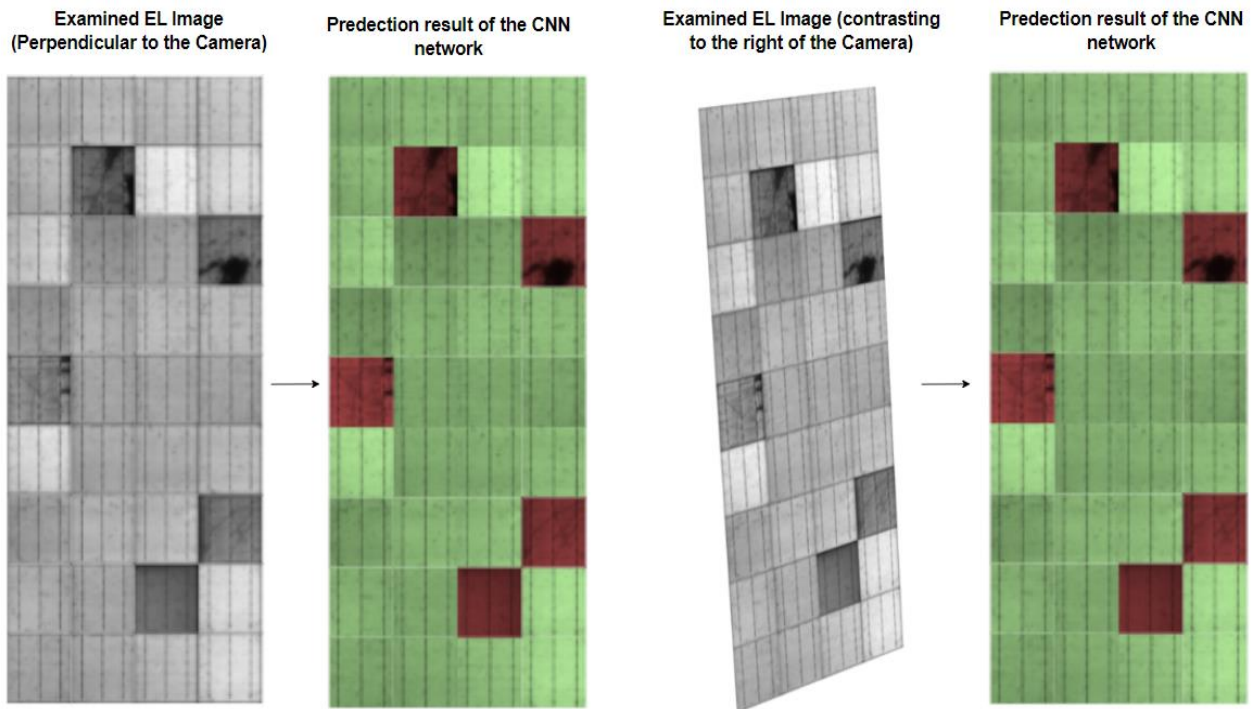 Examined EL Image
(Perpendicular to the Camera)
Predection result of the CNN
network
Examined EL Image (contrasting
to the right of the Camera)
Predection result of the CNN
network